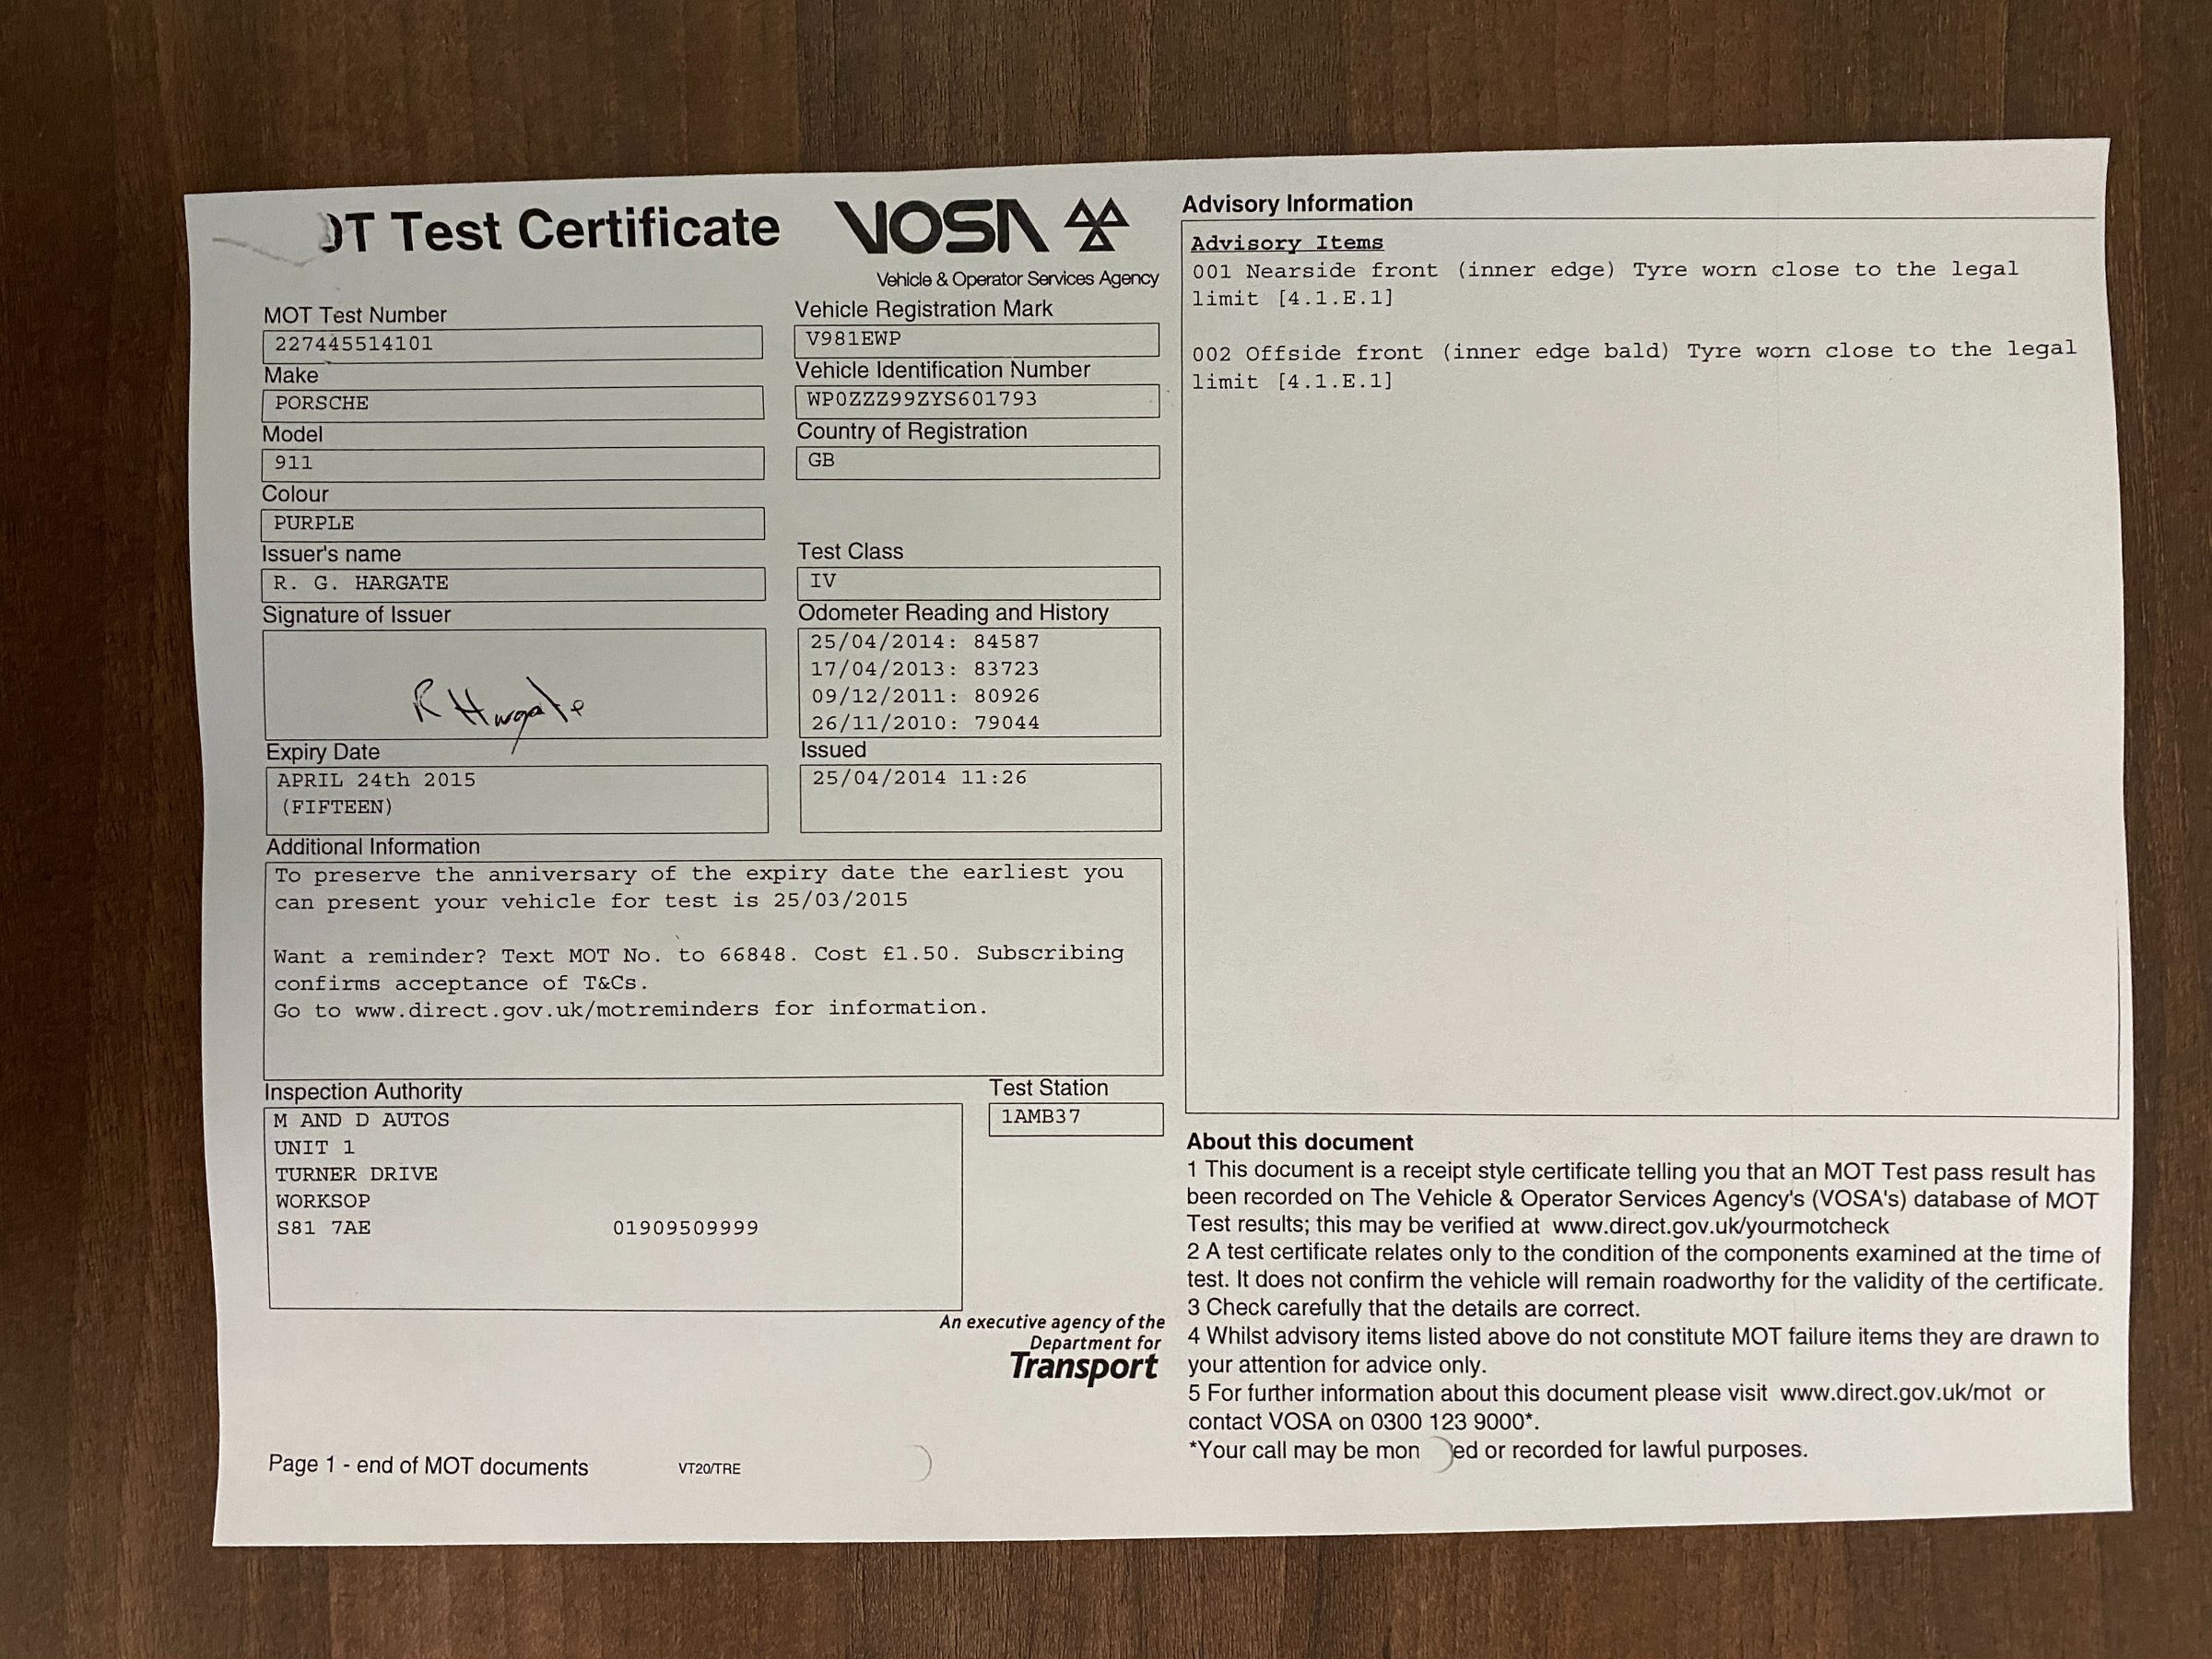 OT Test Certificate
VOSA
Vehicle & Operator Services Agency
MOT Test Number
227445514101
Make
PORSCHE
Model
911
Colour
PURPLE
Issuer's name
R. G. HARGATE
Signature of Issuer
R Hargate
Expiry Date
APRIL 24th 2015
(FIFTEEN)
Vehicle Registration Mark
V981EWP
Vehicle Identification Number
WP0ZZZ99ZYS601793
Country of Registration
GB
Test Class
IV
Odometer Reading and History
25/04/2014: 84587
17/04/2013: 83723
09/12/2011: 80926
26/11/2010: 79044
Issued
25/04/2014 11:26
Additional Information
To preserve the anniversary of the expiry date the earliest you
can present your vehicle for test is 25/03/2015
Want a reminder? Text MOT No. to 66848. Cost £1.50. Subscribing
confirms acceptance of T&Cs.
Go to www.direct.gov.uk/motreminders for information.
Inspection Authority
M AND D AUTOS
UNIT 1
TURNER DRIVE
WORKSOP
S81 7AE 01909509999
Test Station
1AMB37
An executive agency of the
Department for
Transport
Page 1 - end of MOT documents VT20/TRE
Advisory Information
Advisory Items
001 Nearside front (inner edge) Tyre worn close to the legal
limit [4.1.E.1]
002 Offside front (inner edge bald) Tyre worn close to the legal
limit [4.1.E.1]
About this document
1 This document is a receipt style certificate telling you that an MOT Test pass result has
been recorded on The Vehicle & Operator Services Agency's (VOSA's) database of MOT
Test results; this may be verified at www.direct.gov.uk/yourmotcheck
2 A test certificate relates only to the condition of the components examined at the time of
test. It does not confirm the vehicle will remain roadworthy for the validity of the certificate.
3 Check carefully that the details are correct.
4 Whilst advisory items listed above do not constitute MOT failure items they are drawn to
your attention for advice only.
5 For further information about this document please visit www.direct.gov.uk/mot or
contact VOSA on 0300 123 9000*.
*Your call may be mon ed or recorded for lawful purposes.